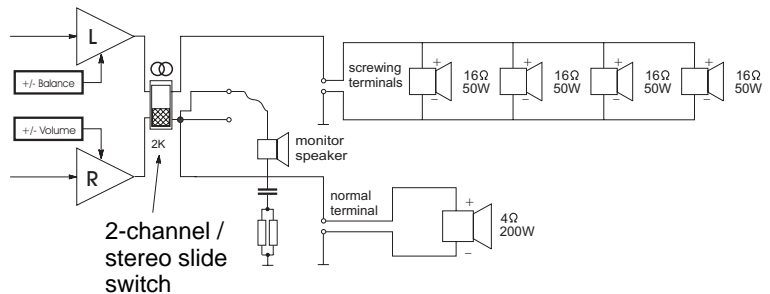 L
+/- Balance
+/- Volume
R
2K
2-channel /
stereo slide
switch
monitor
speaker
screwing
terminals
+
16Ω
50W
−
+
16Ω
50W
−
+
16Ω
50W
−
+
16Ω
50W
−
normal
terminal
+
4Ω
200W
−